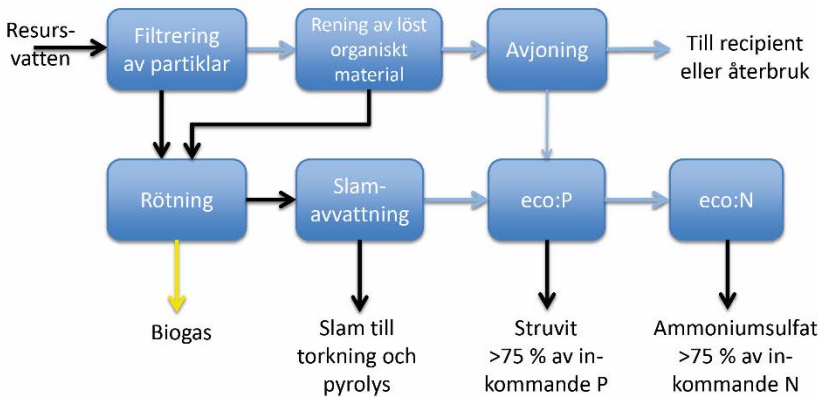 Resurs-
vatten
Filtrering
av partiklar
Rening av löst
organiskt
material
Avjoning
Till recipient
eller återbruk
Rötning
Slam-
avvattning
eco:P
eco:N
Biogas
Slam till
torkning och
pyrolys
Struvit
>75 % av in-
kommande P
Ammoniumsulfat
>75 % av in-
kommande N